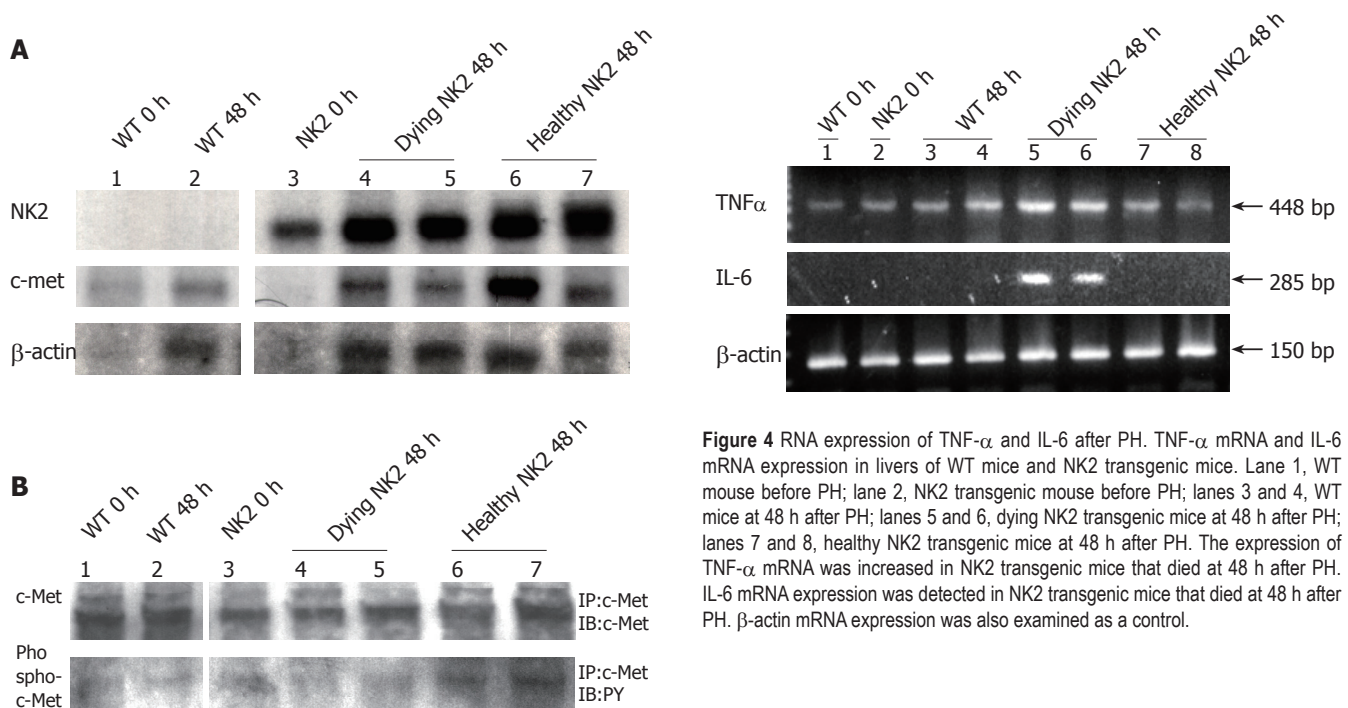 A
WT 0 h
WT 48 h
NK2 0 h
Dying NK2 48 h
Healthy NK2 48 h
1 2 3 4 5 6 7
NK2
c-met
β-actin
B
WT 0 h
WT 48 h
NK2 0 h
Dying NK2 48 h
Healthy NK2 48 h
1 2 3 4 5 6 7
c-Met
IP:c-Met
IB:c-Met
Pho
spho-
c-Met
IP:c-Met
IB:PY
WT 0 h
NK2 0 h
WT 48 h
Dying NK2 48 h
Healthy NK2 48 h
1 2 3 4 5 6 7 8
TNFα
448 bp
IL-6
285 bp
β-actin
150 bp
Figure 4 RNA expression of TNF-α and IL-6 after PH. TNF-α mRNA and IL-6
mRNA expression in livers of WT mice and NK2 transgenic mice. Lane 1, WT
mouse before PH; lane 2, NK2 transgenic mouse before PH; lanes 3 and 4, WT
mice at 48 h after PH; lanes 5 and 6, dying NK2 transgenic mice at 48 h after PH;
lanes 7 and 8, healthy NK2 transgenic mice at 48 h after PH. The expression of
TNF-α mRNA was increased in NK2 transgenic mice that died at 48 h after PH.
IL-6 mRNA expression was detected in NK2 transgenic mice that died at 48 h after
PH. β-actin mRNA expression was also examined as a control.